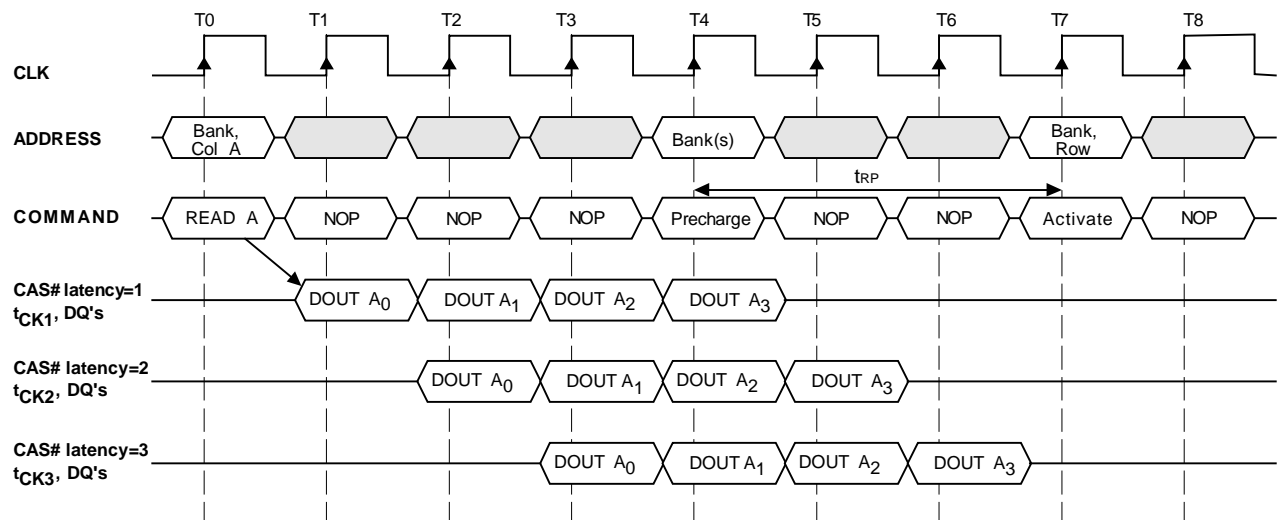 T0 T1 T2 T3 T4 T5 T6 T7 T8
CLK
ADDRESS
Bank,
Col A
Bank(s)
Bank,
Row
tRP
COMMAND
READ A NOP NOP NOP Precharge NOP NOP Activate NOP
CAS# latency=1
tCK1, DQ's
DOUT A0 DOUT A1 DOUT A2 DOUT A3
CAS# latency=2
tCK2, DQ's
DOUT A0 DOUT A1 DOUT A2 DOUT A3
CAS# latency=3
tCK3, DQ's
DOUT A0 DOUT A1 DOUT A2 DOUT A3